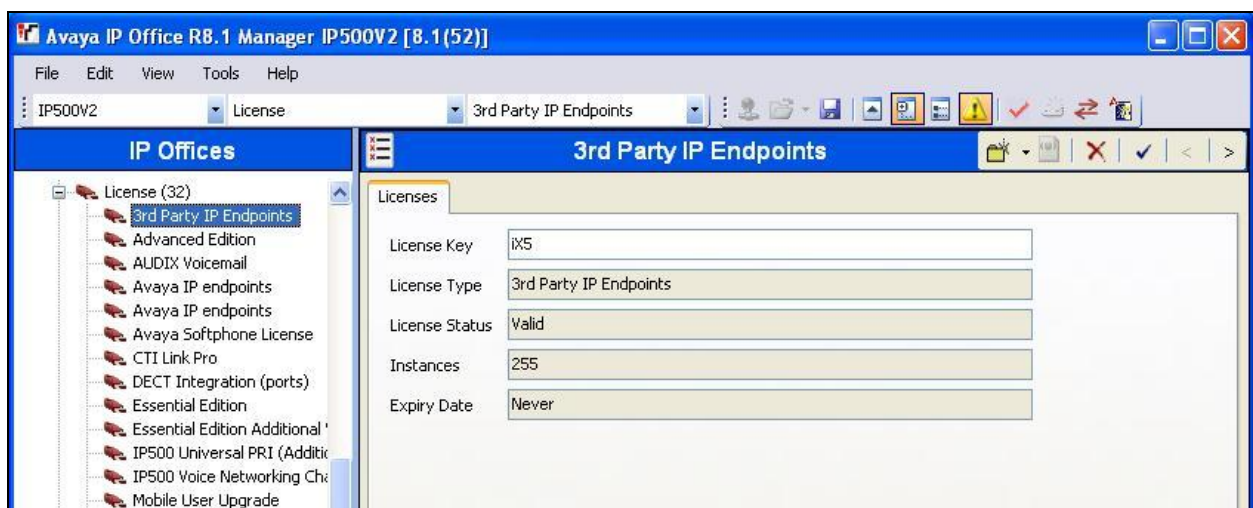 Avaya IP Office R8.1 Manager IP500V2 [8.1(52)]
File Edit View Tools Help
IP500V2 License 3rd Party IP Endpoints
IP Offices
3rd Party IP Endpoints
License (32)
3rd Party IP Endpoints
Advanced Edition
AUDIX Voicemail
Avaya IP endpoints
Avaya IP endpoints
Avaya Softphone License
CTI Link Pro
DECT Integration (ports)
Essential Edition
Essential Edition Additional
IP500 Universal PRI (Additic
IP500 Voice Networking Cha
Mobile User Upgrade
Licenses
License Key iX5
License Type 3rd Party IP Endpoints
License Status Valid
Instances 255
Expiry Date Never